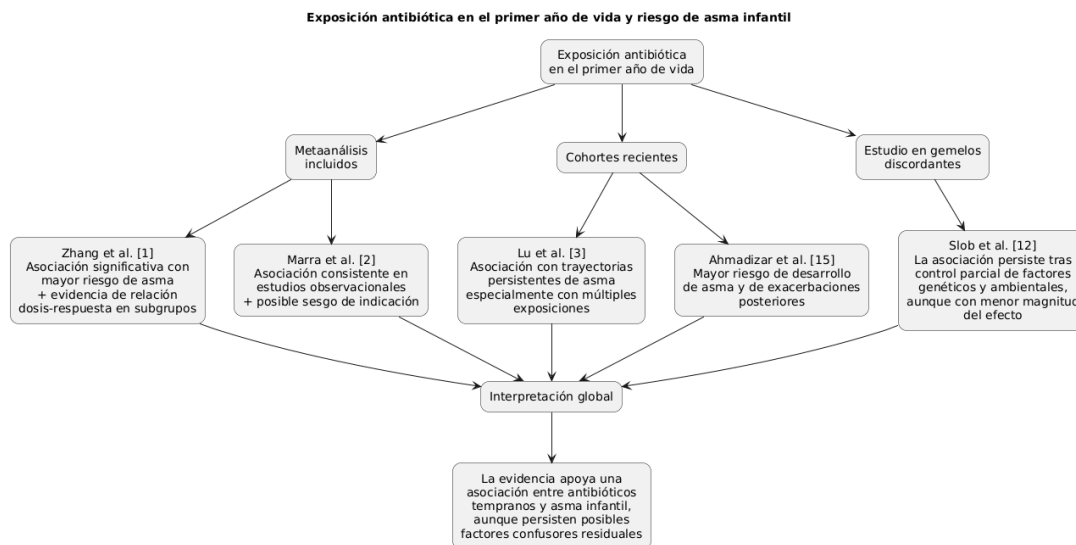 Exposición antibiótica en el primer año de vida y riesgo de asma infantil
Exposición antibiótica
en el primer año de vida
Metaanálisis
incluidos
Cohortes recientes
Estudio en gemelos
discordantes
Zhang et al. [1]
Asociación significativa con
mayor riesgo de asma
+ evidencia de relación
dosis-respuesta en subgrupos
Marra et al. [2]
Asociación consistente en
estudios observacionales
+ posible sesgo de indicación
Lu et al. [3]
Asociación con trayectorias
persistentes de asma
especialmente con múltiples
exposiciones
Ahmadizar et al. [15]
Mayor riesgo de desarrollo
de asma y de exacerbaciones
posteriores
Slob et al. [12]
La asociación persiste tras
control parcial de factores
genéticos y ambientales,
aunque con menor magnitud
del efecto
Interpretación global
La evidencia apoya una
asociación entre antibióticos
tempranos y asma infantil,
aunque persisten posibles
factores confusores residuales